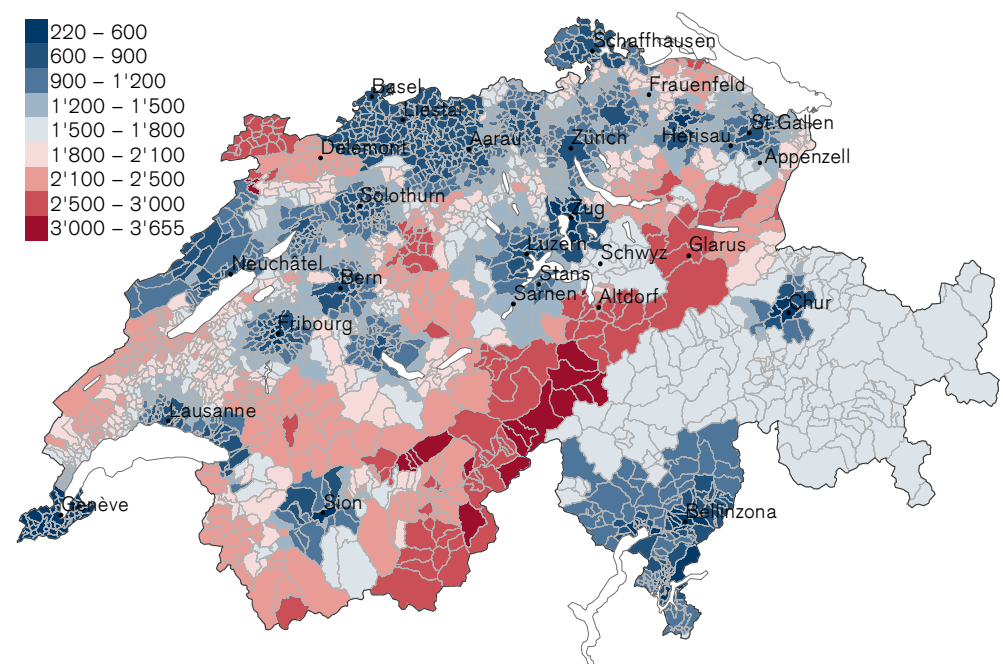 220 – 600
600 – 900
900 – 1'200
1'200 – 1'500
1'500 – 1'800
1'800 – 2'100
2'100 – 2'500
2'500 – 3'000
3'000 – 3'655
Schaffhausen
Basel
Frauenfeld
Liestal
St.Gallen
Delémont
Aarau
Zürich
Herisau
Appenzell
Solothurn
Zug
Neuchâtel
Luzern
Schwyz
Glarus
Bern
Stans
Sarnen
Altdorf
Chur
Fribourg
Lausanne
Genève
Sion
Bellinzona